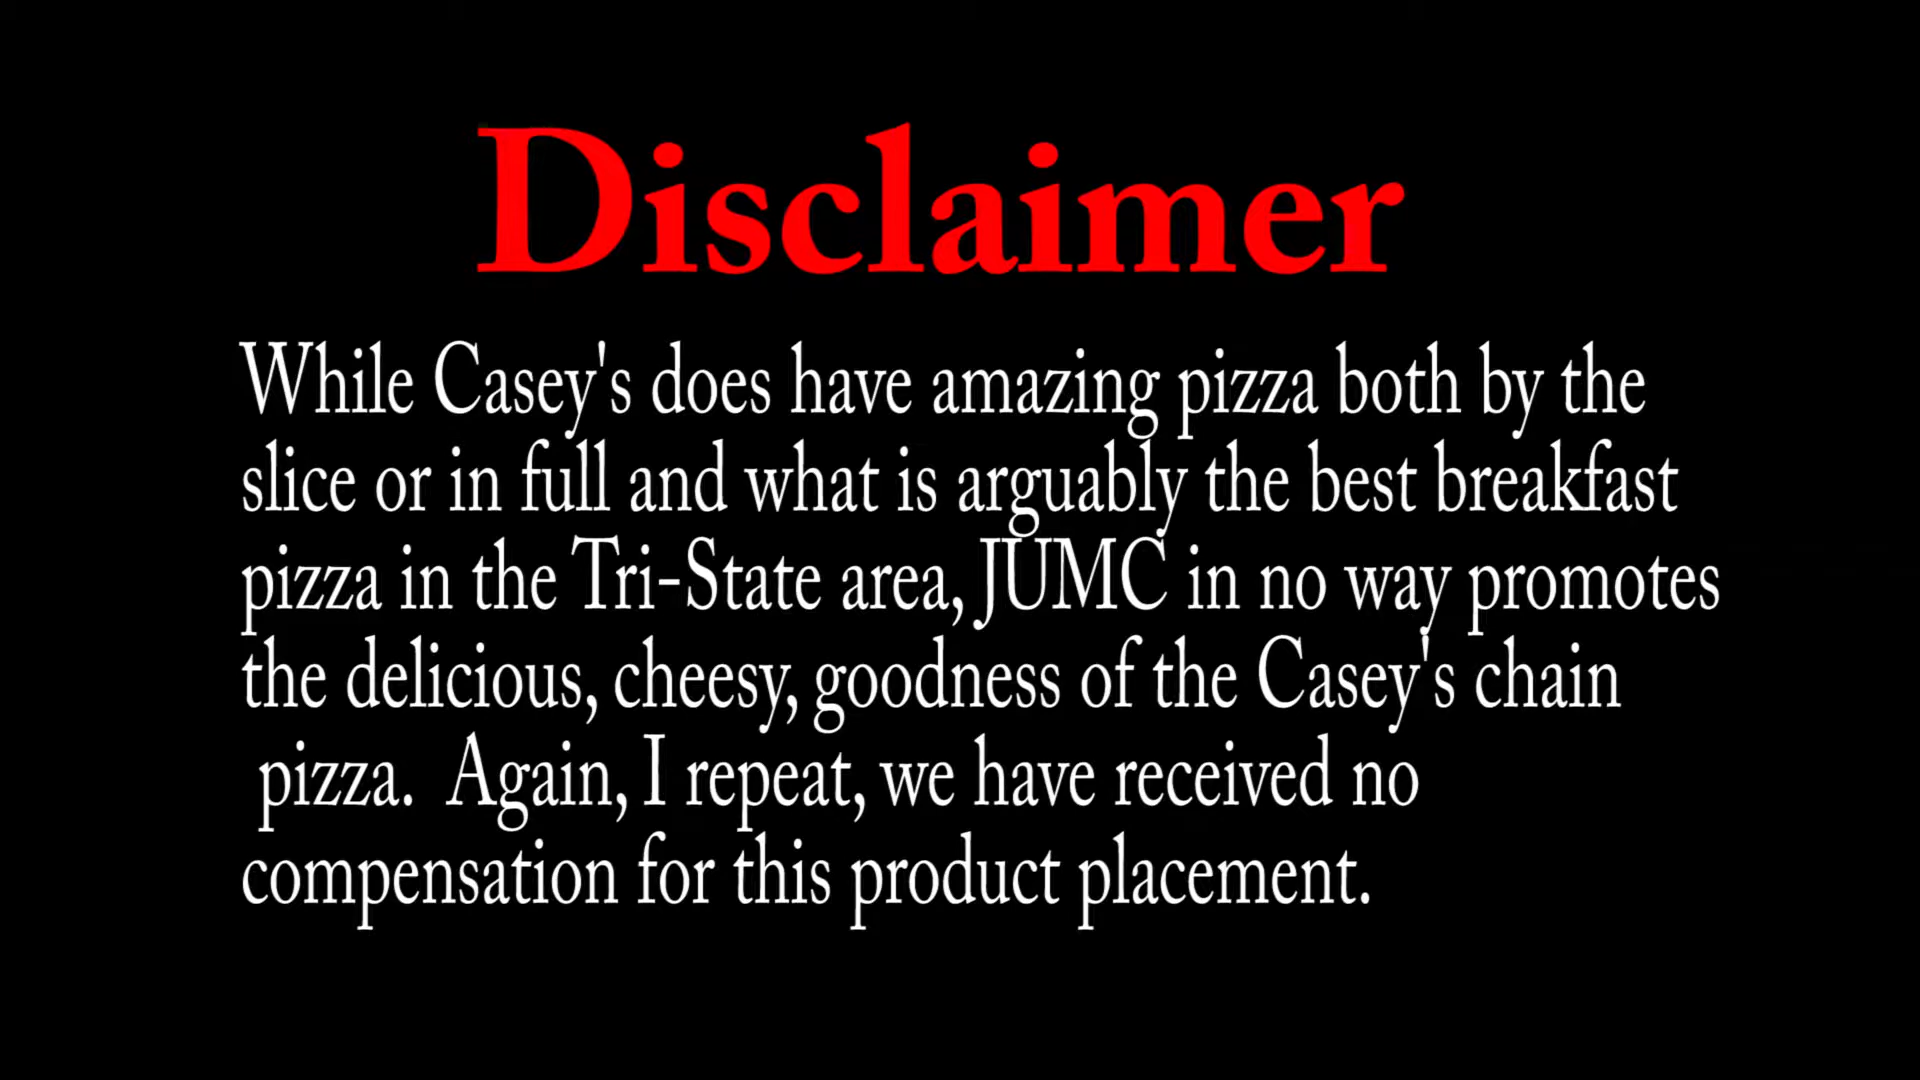 Disclaimer
While Casey's does have amazing pizza both by the
slice or in full and what is arguably the best breakfast
pizza in the Tri-State area, JUMC in no way promotes
the delicious, cheesy, goodness of the Casey's chain
pizza.  Again, I repeat, we have received no
compensation for this product placement.